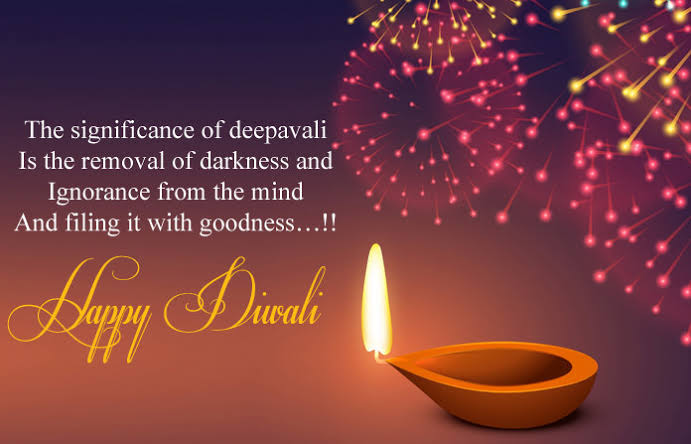 The significance of deepavali
Is the removal of darkness and
Ignorance from the mind
And filing it with goodness...!!
Happy Diwali